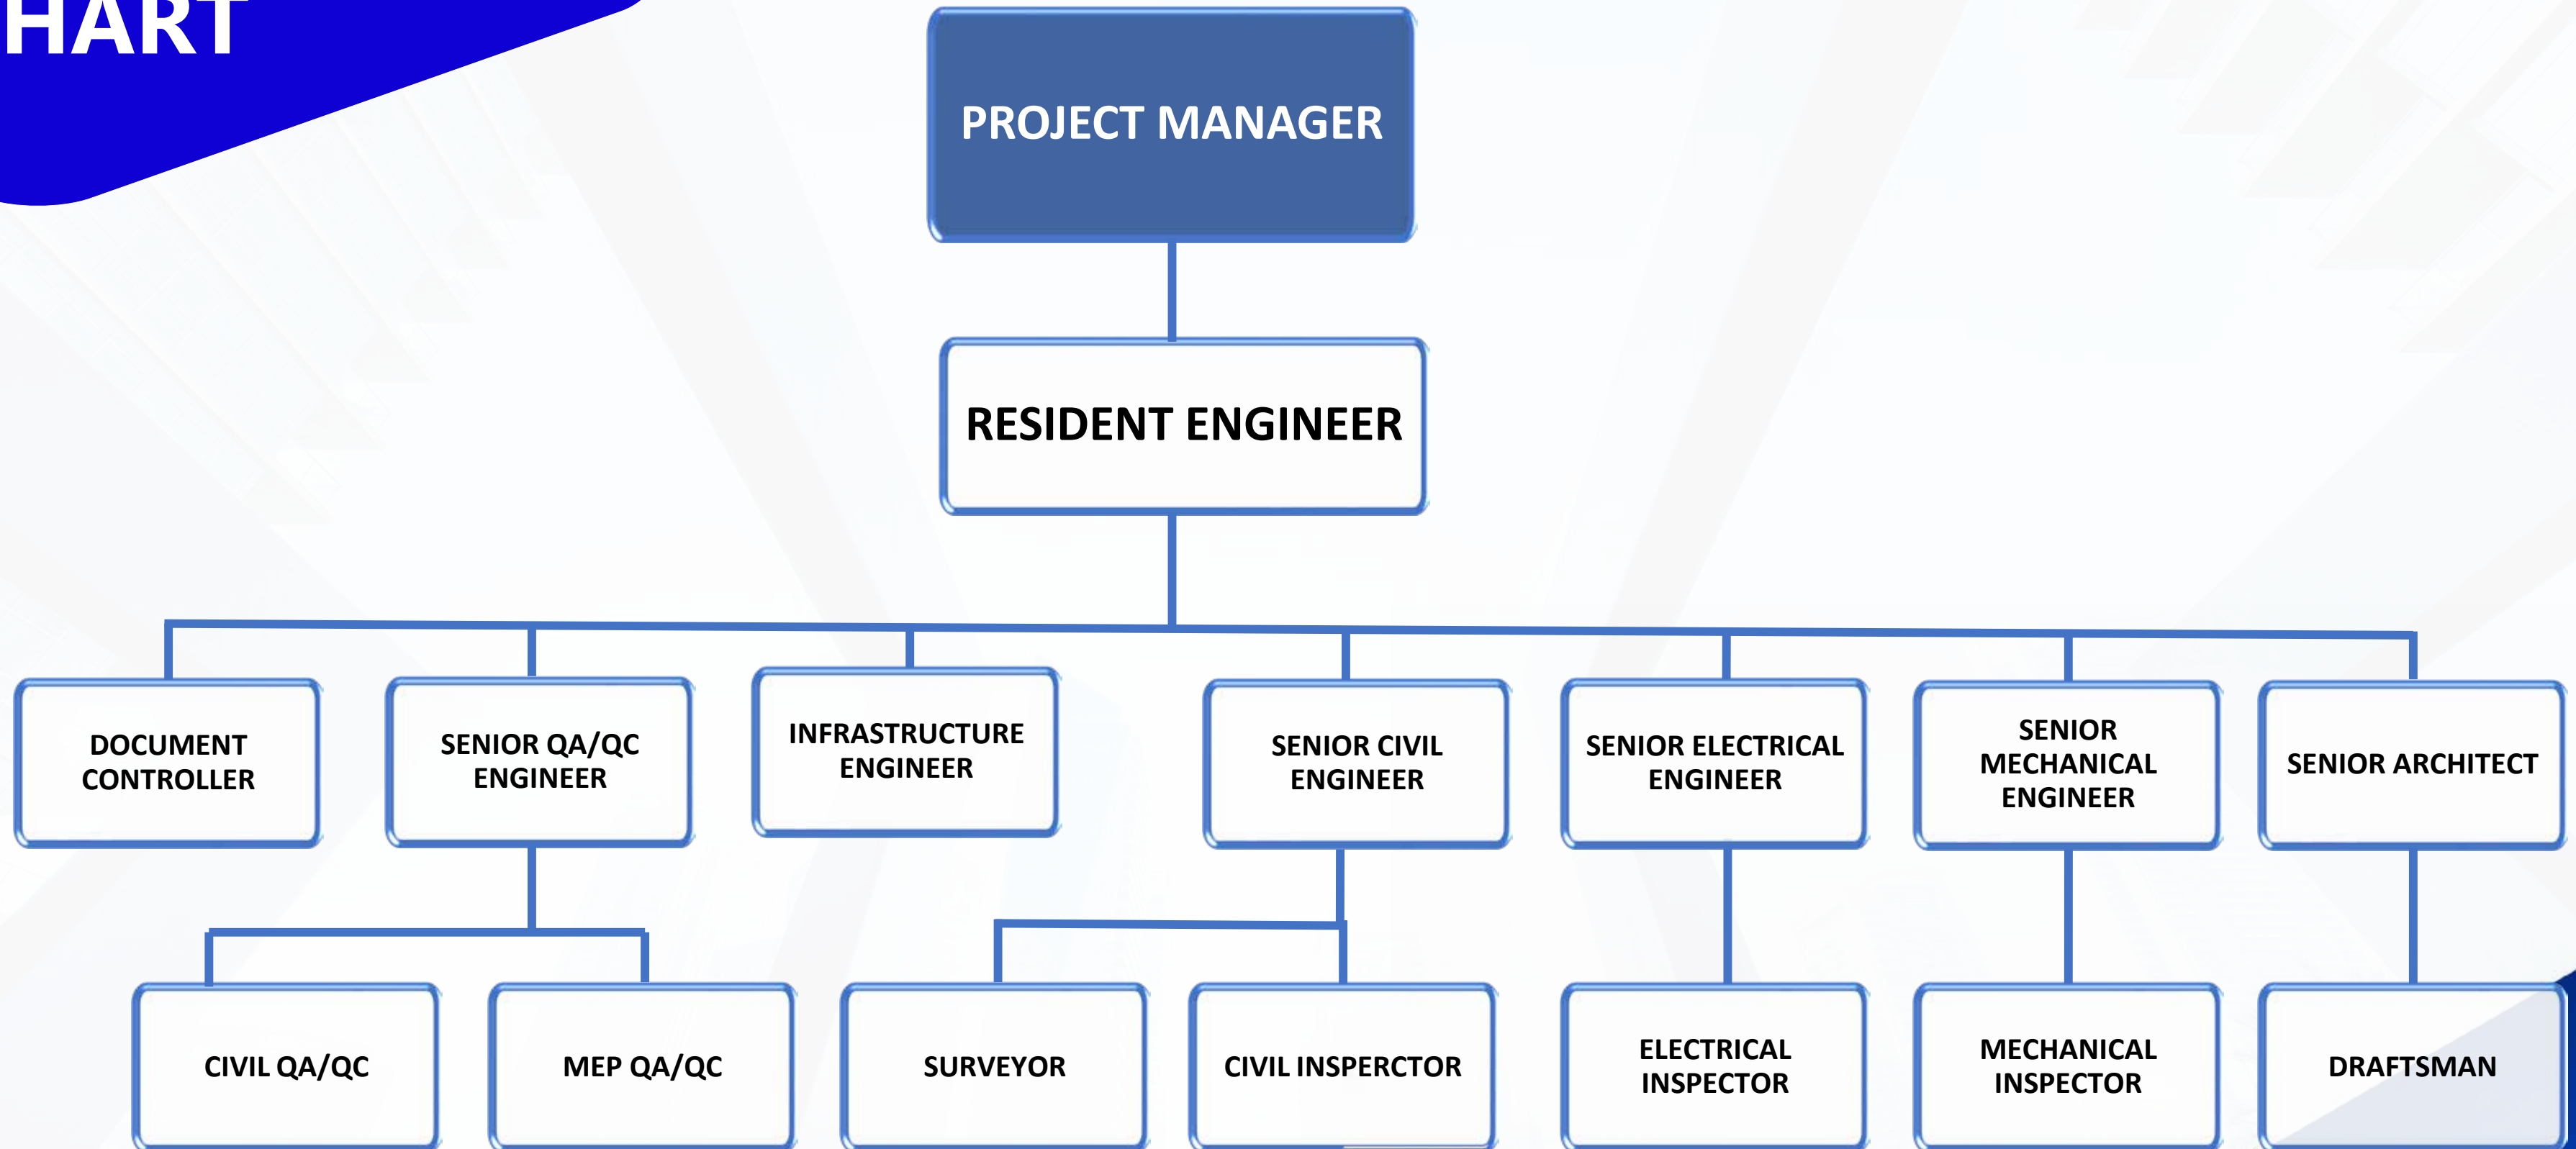 HART
PROJECT MANAGER
RESIDENT ENGINEER
DOCUMENT
CONTROLLER
SENIOR QA/QC
ENGINEER
INFRASTRUCTURE
ENGINEER
SENIOR CIVIL
ENGINEER
SENIOR ELECTRICAL
ENGINEER
SENIOR
MECHANICAL
ENGINEER
SENIOR ARCHITECT
CIVIL QA/QC
MEP QA/QC
SURVEYOR
CIVIL INSPERCTOR
ELECTRICAL
INSPECTOR
MECHANICAL
INSPECTOR
DRAFTSMAN